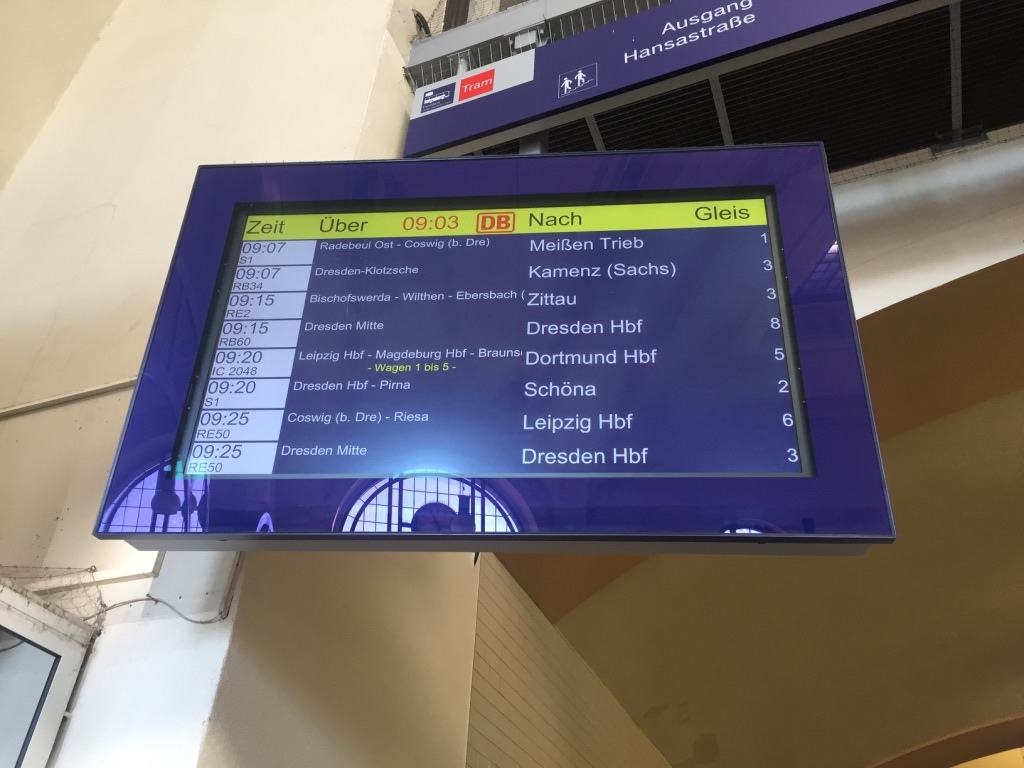 Ausgang
Hansastraße
Tram
Zeit Über 09:03 DB Nach Gleis
09:07 Radebeul Ost - Coswig (b. Dre) Meißen Trieb 1
S1
09:07 Dresden-Klotzsche Kamenz (Sachs) 3
RB34
09:15 Bischofswerda - Wilthen - Ebersbach ( Zittau 3
RE2
09:15 Dresden Mitte Dresden Hbf 8
RB60
09:20 Leipzig Hbf - Magdeburg Hbf - Brauns Dortmund Hbf 5
IC 2048 - Wagen 1 bis 5 -
09:20 Dresden Hbf - Pirna Schöna 2
S1
09:25 Coswig (b. Dre) - Riesa Leipzig Hbf 6
RE50
09:25 Dresden Mitte Dresden Hbf 3
RE50